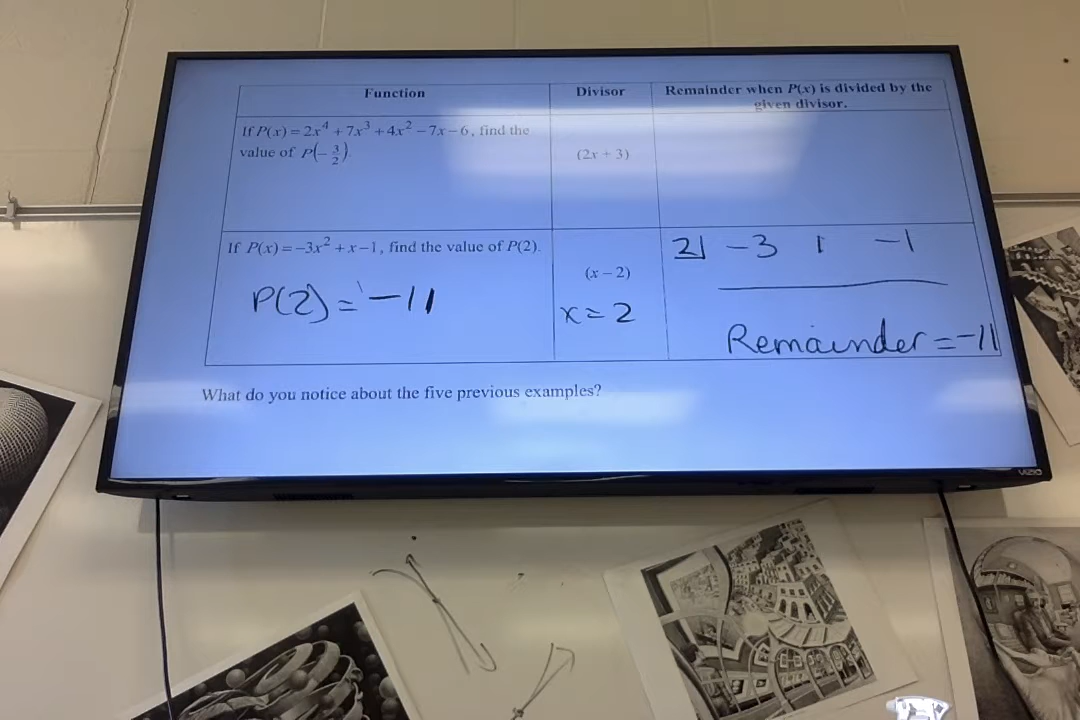 Function
Divisor
Remainder when P(x) is divided by the
given divisor.
If P(x) = 2x⁴ + 7x³ + 4x² − 7x − 6, find the
value of P(− 3/2).
(2x + 3)
If P(x) = −3x² + x − 1, find the value of P(2).
P(2) = −11
(x − 2)
x = 2
2| −3 1 −1
Remainder = −11
What do you notice about the five previous examples?
VIZIO